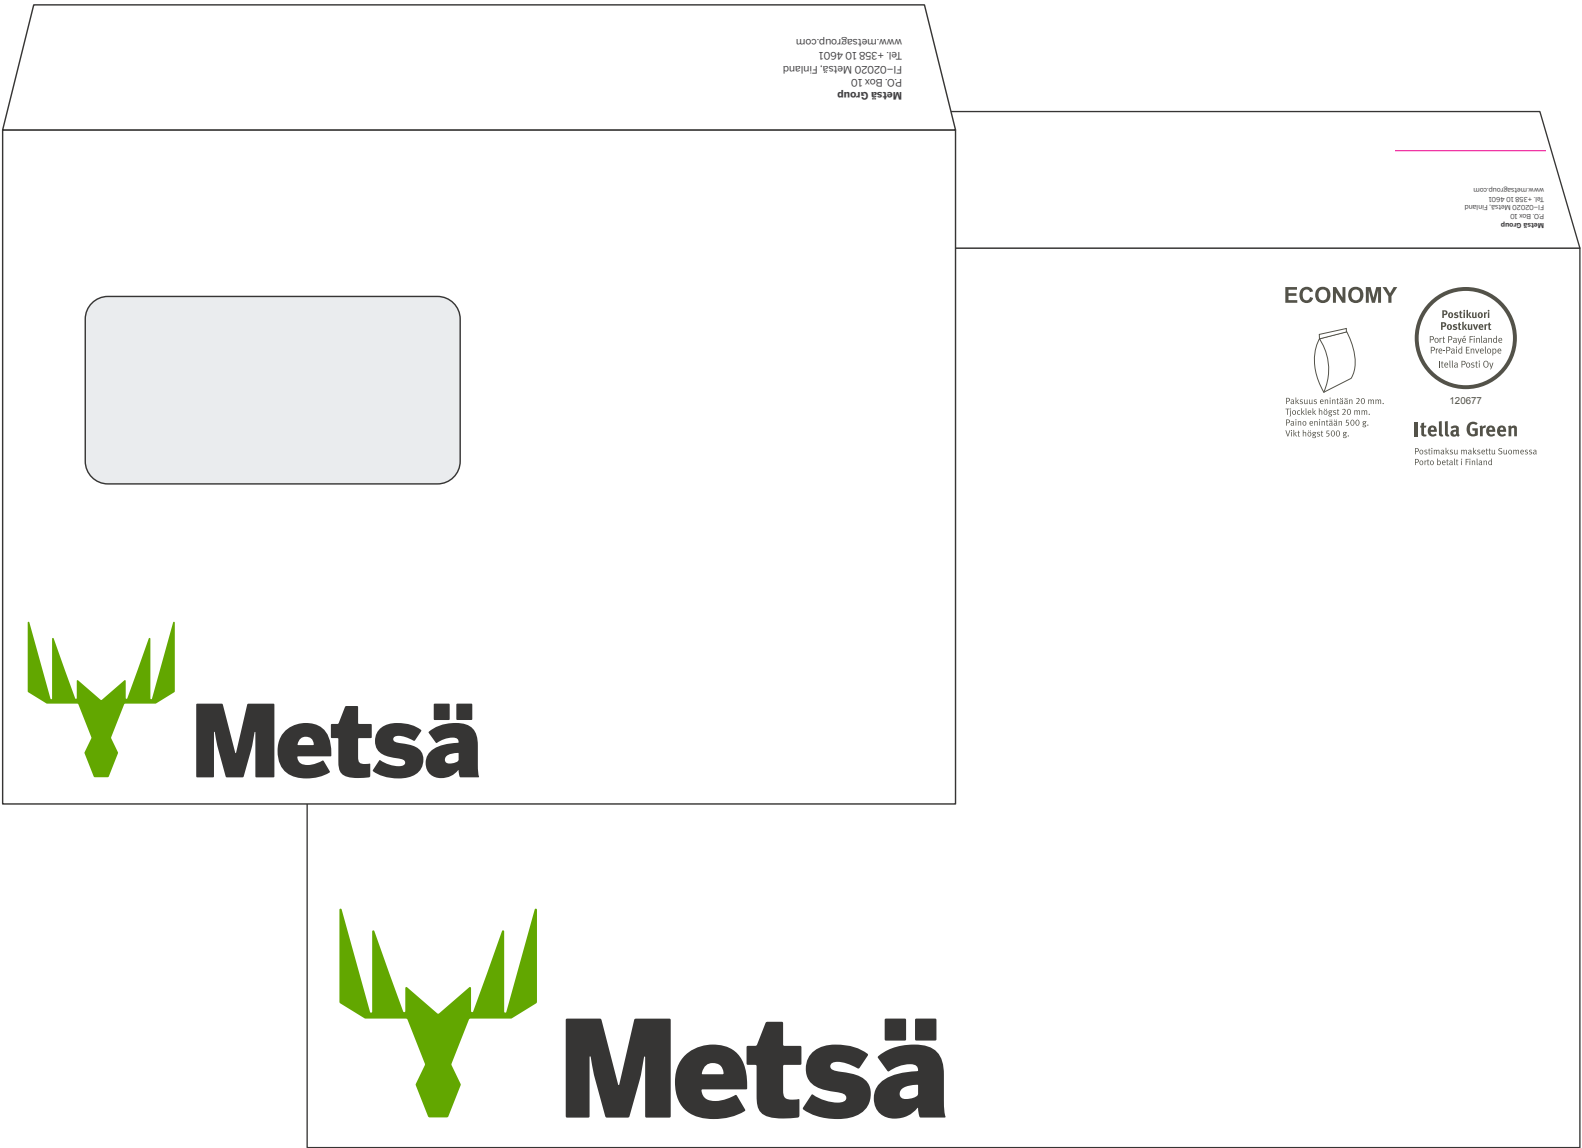 Metsä Group
P.O. Box 10
FI–02020 Metsä, Finland
Tel. +358 10 4601
www.metsagroup.com
Metsä
Metsä Group
P.O. Box 10
FI–02020 Metsä, Finland
Tel. +358 10 4601
www.metsagroup.com
ECONOMY
Paksuus enintään 20 mm.
Tjocklek högst 20 mm.
Paino enintään 500 g.
Vikt högst 500 g.
Postikuori
Postkuvert
Port Payé Finlande
Pre-Paid Envelope
Itella Posti Oy
120677
Itella Green
Postimaksu maksettu Suomessa
Porto betalt i Finland
Metsä